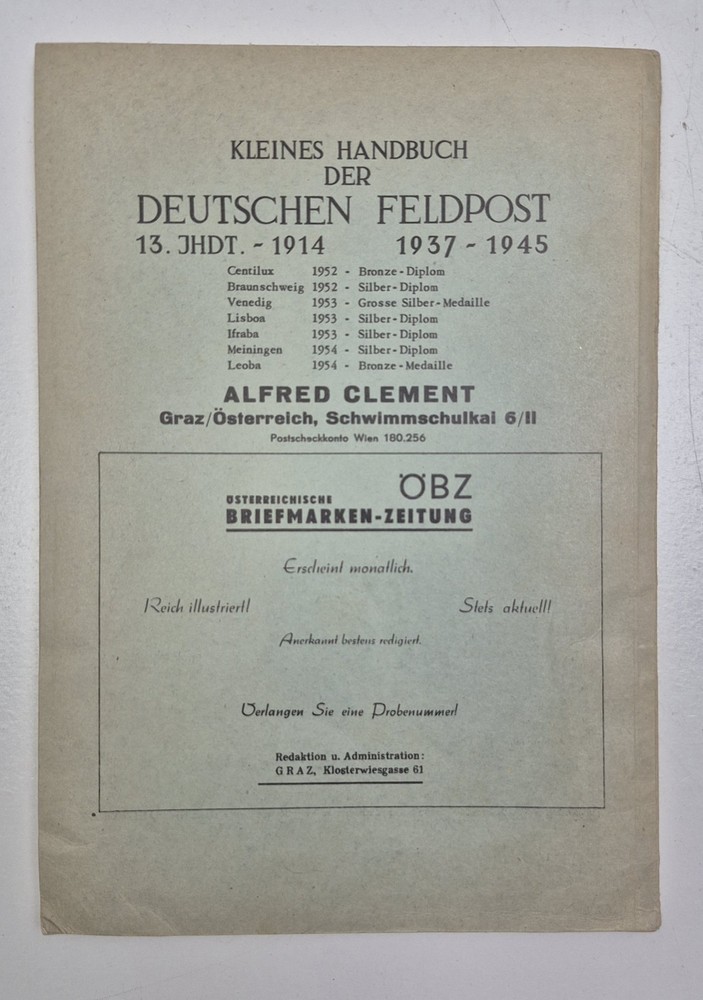 KLEINES HANDBUCH
DER
DEUTSCHEN FELDPOST
13. JHDT. - 1914 1937 - 1945
Centilux 1952 - Bronze-Diplom
Braunschweig 1952 - Silber-Diplom
Venedig 1953 - Grosse Silber-Medaille
Lisboa 1953 - Silber-Diplom
Ifraba 1953 - Silber-Diplom
Meiningen 1954 - Silber-Diplom
Leoba 1954 - Bronze-Medaille
ALFRED CLEMENT
Graz/Österreich, Schwimmschulkai 6/II
Postscheckkonto Wien 180.256
ÖBZ
ÖSTERREICHISCHE
BRIEFMARKEN-ZEITUNG
Erscheint monatlich.
Reich illustriert! Stets aktuell!
Anerkannt bestens redigiert.
Verlangen Sie eine Probenummer!
Redaktion u. Administration:
GRAZ, Klosterwiesgasse 61